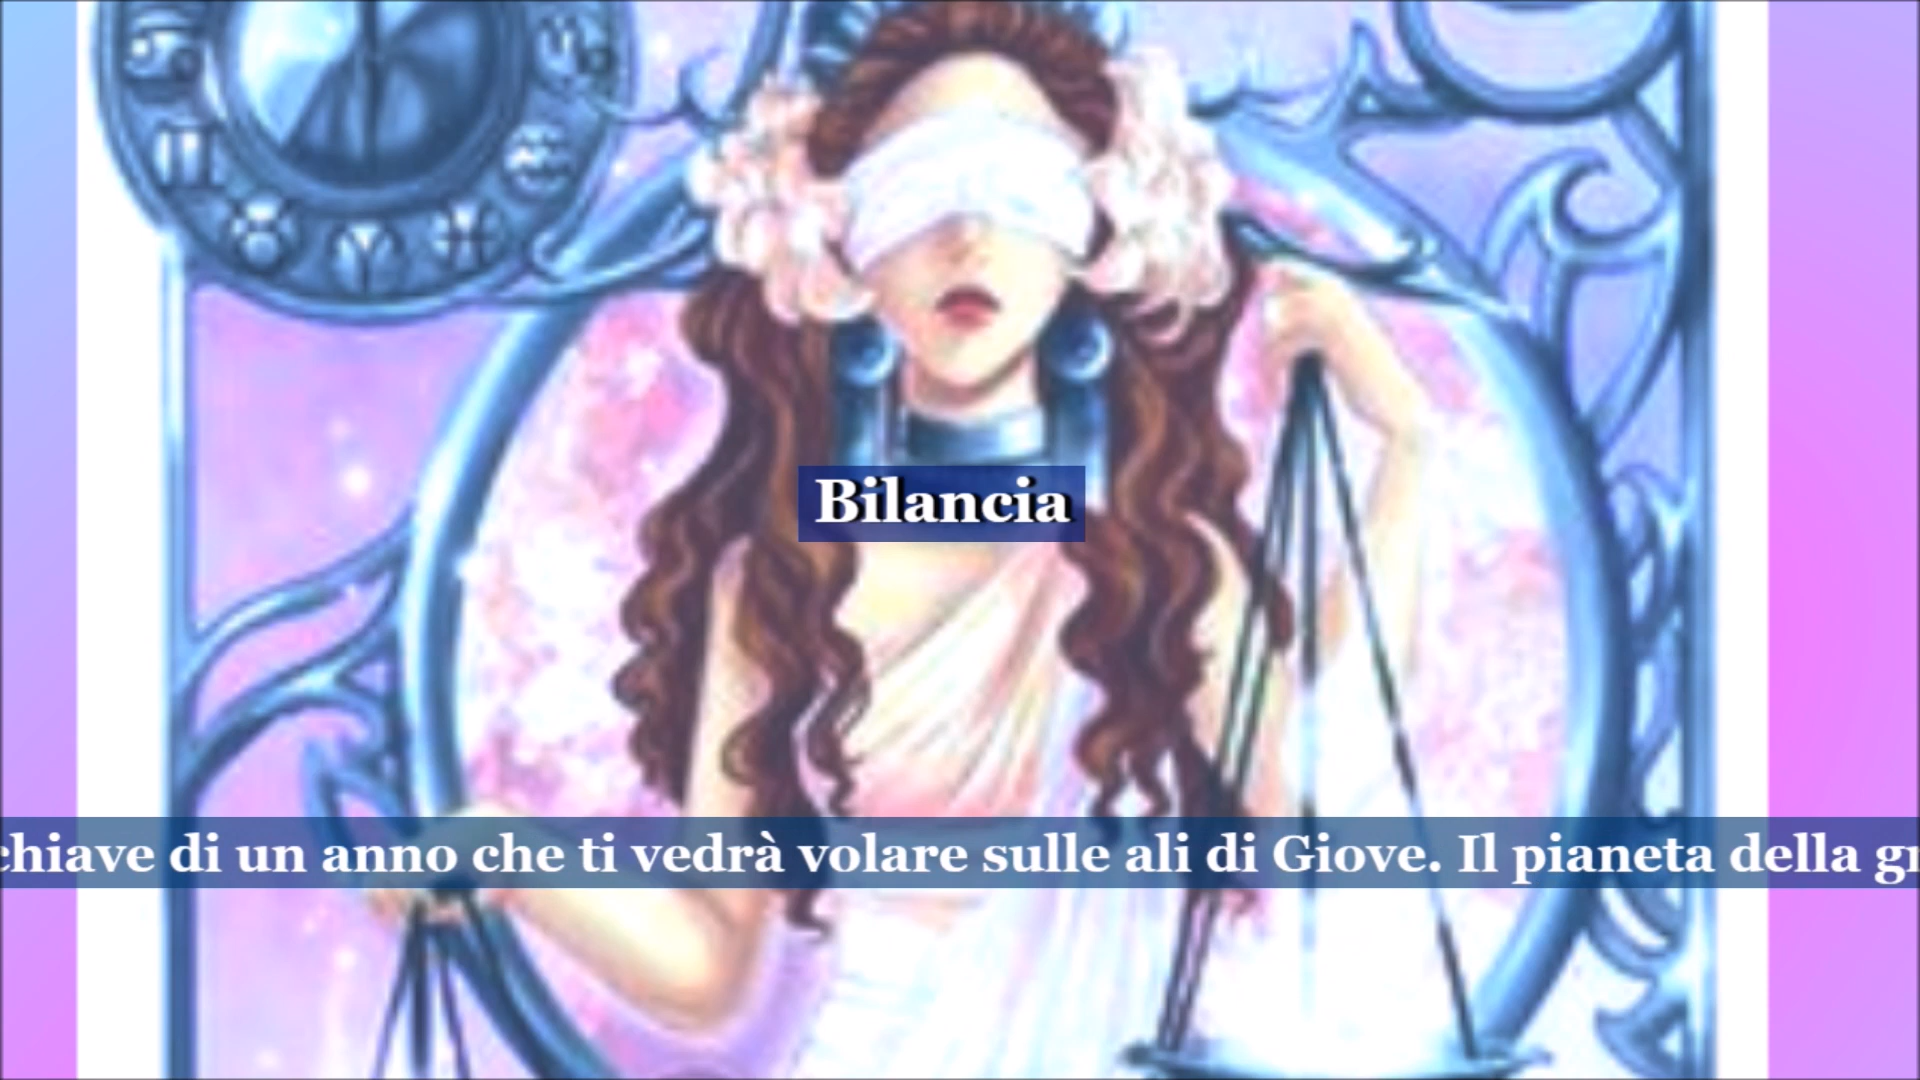 Bilancia
chiave di un anno che ti vedrà volare sulle ali di Giove. Il pianeta della